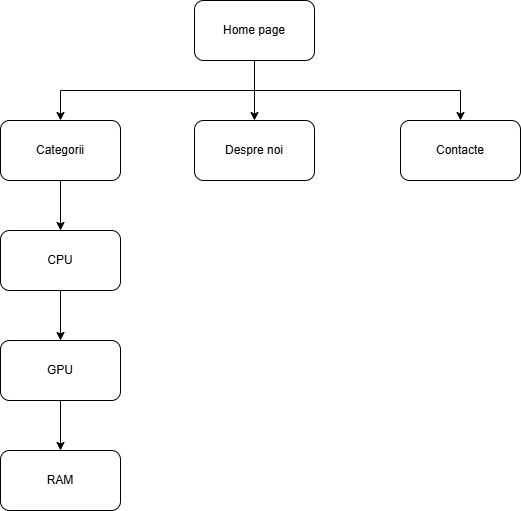 Home page
Categorii
Despre noi
Contacte
CPU
GPU
RAM